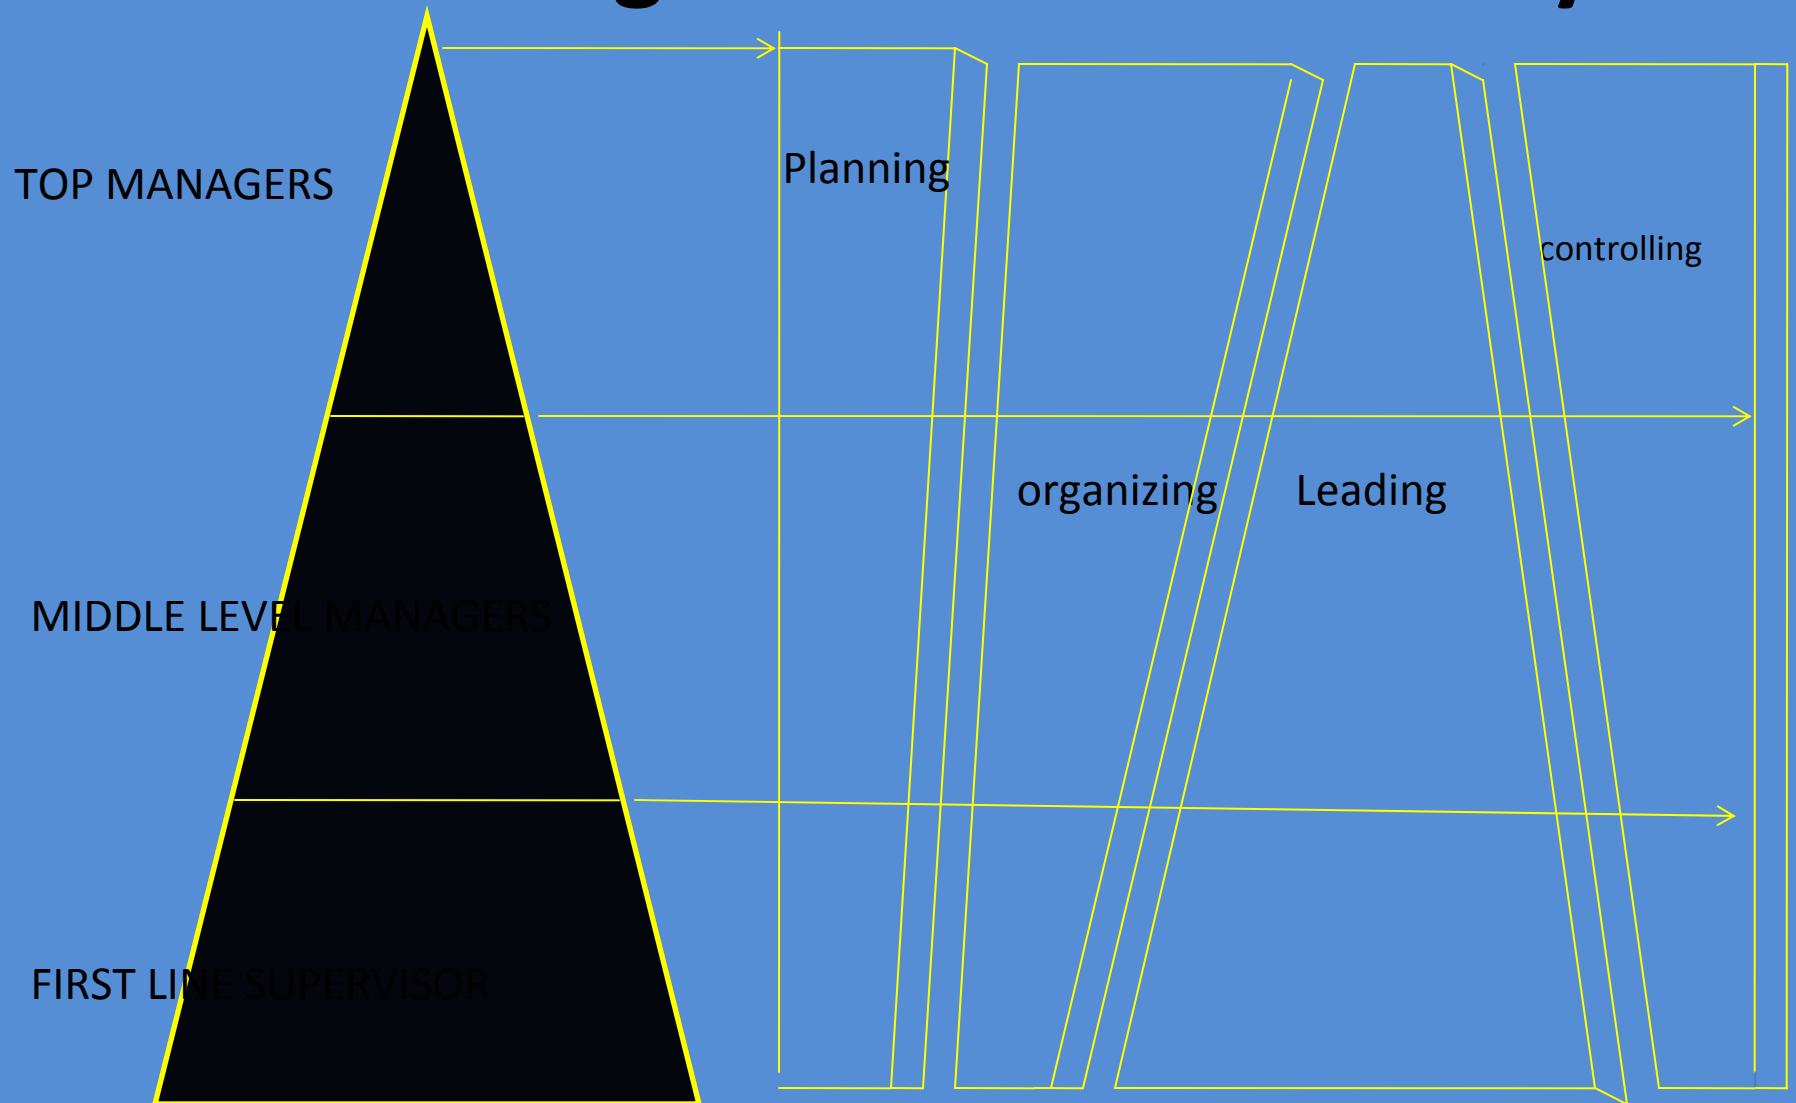 TOP MANAGERS
Planning
controlling
organizing
Leading
MIDDLE LEVEL MANAGERS
FIRST LINE SUPERVISOR